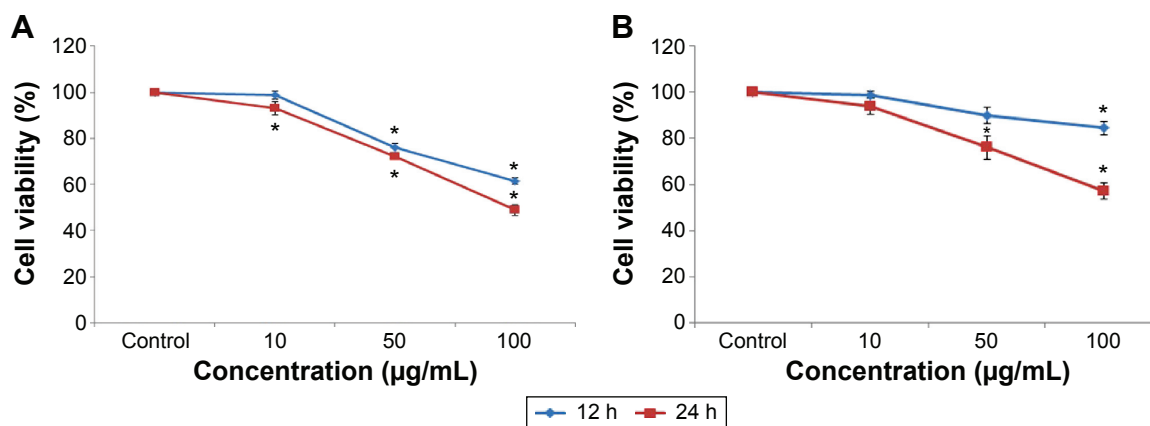 A
120
100
80
60
40
20
0
Cell viability (%)
*
*
*
*
*
Control 10 50 100
Concentration (µg/mL)
B
120
100
80
60
40
20
0
Cell viability (%)
*
*
*
Control 10 50 100
Concentration (µg/mL)
12 h 24 h